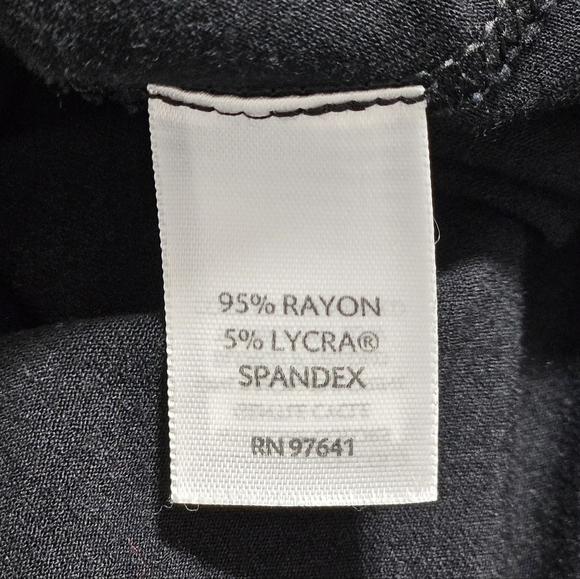 95% RAYON
5% LYCRA®
SPANDEX
RN 97641